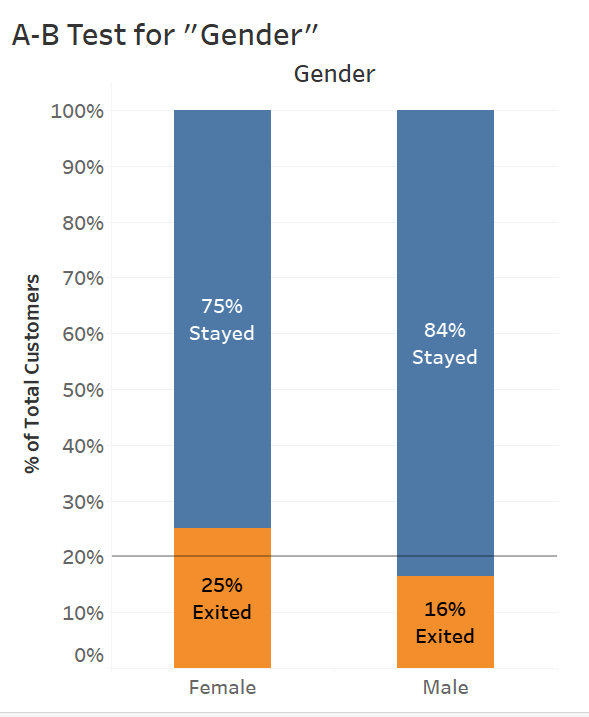 A-B Test for "Gender"
Gender
% of Total Customers
100%
90%
80%
70%
60%
50%
40%
30%
20%
10%
0%
75%
Stayed
25%
Exited
84%
Stayed
16%
Exited
Female
Male